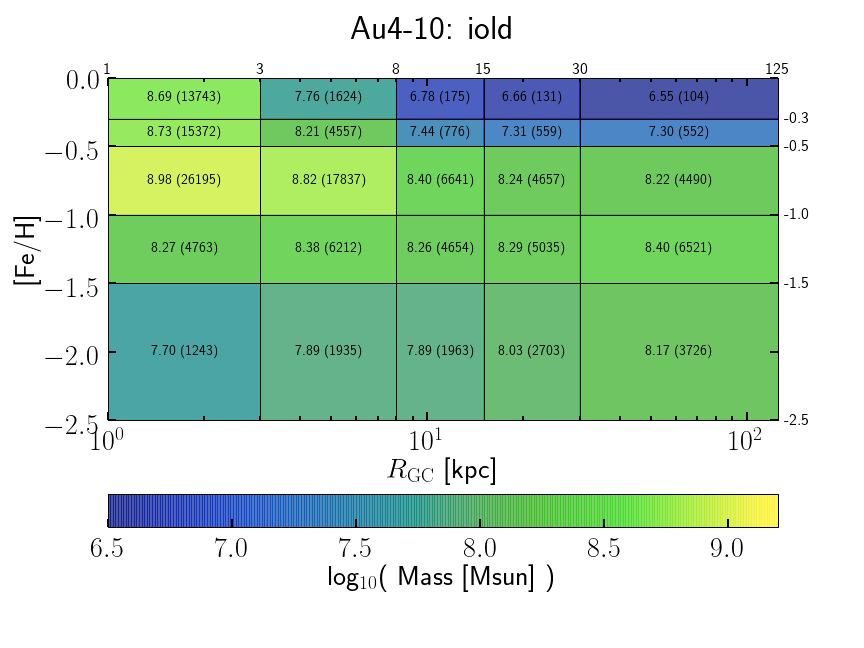 Au4-10: iold
1 3 8 15 30 125
0.0
8.69 (13743) 7.76 (1624) 6.78 (175) 6.66 (131) 6.55 (104)
-0.3
8.73 (15372) 8.21 (4557) 7.44 (776) 7.31 (559) 7.30 (552)
−0.5 -0.5
8.98 (26195) 8.82 (17837) 8.40 (6641) 8.24 (4657) 8.22 (4490)
−1.0 -1.0
[Fe/H]
8.27 (4763) 8.38 (6212) 8.26 (4654) 8.29 (5035) 8.40 (6521)
−1.5 -1.5
7.70 (1243) 7.89 (1935) 7.89 (1963) 8.03 (2703) 8.17 (3726)
−2.0
−2.5 -2.5
10⁰ 10¹ 10²
R_GC [kpc]
6.5 7.0 7.5 8.0 8.5 9.0
log₁₀( Mass [Msun] )